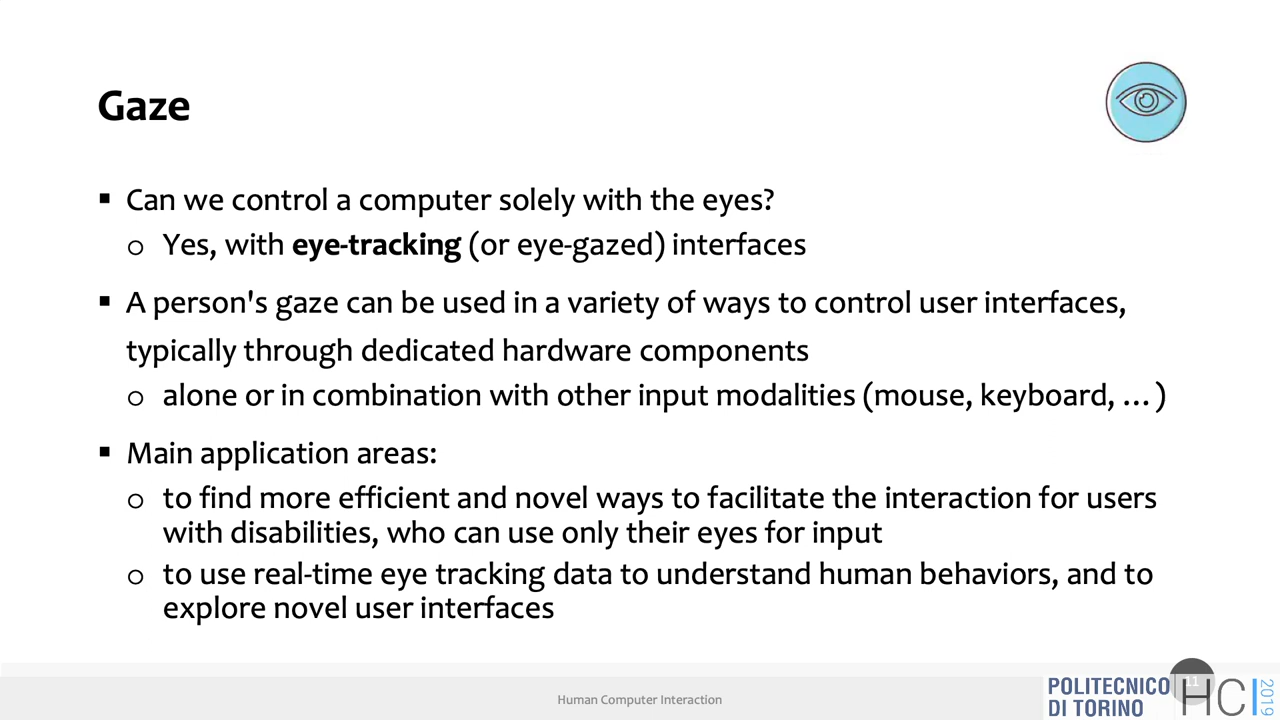 Gaze
▪ Can we control a computer solely with the eyes?
o Yes, with eye-tracking (or eye-gazed) interfaces
▪ A person's gaze can be used in a variety of ways to control user interfaces,
typically through dedicated hardware components
o alone or in combination with other input modalities (mouse, keyboard, … )
▪ Main application areas:
o to find more efficient and novel ways to facilitate the interaction for users
with disabilities, who can use only their eyes for input
o to use real-time eye tracking data to understand human behaviors, and to
explore novel user interfaces
Human Computer Interaction
POLITECNICO
DI TORINO
11
HCI
2019